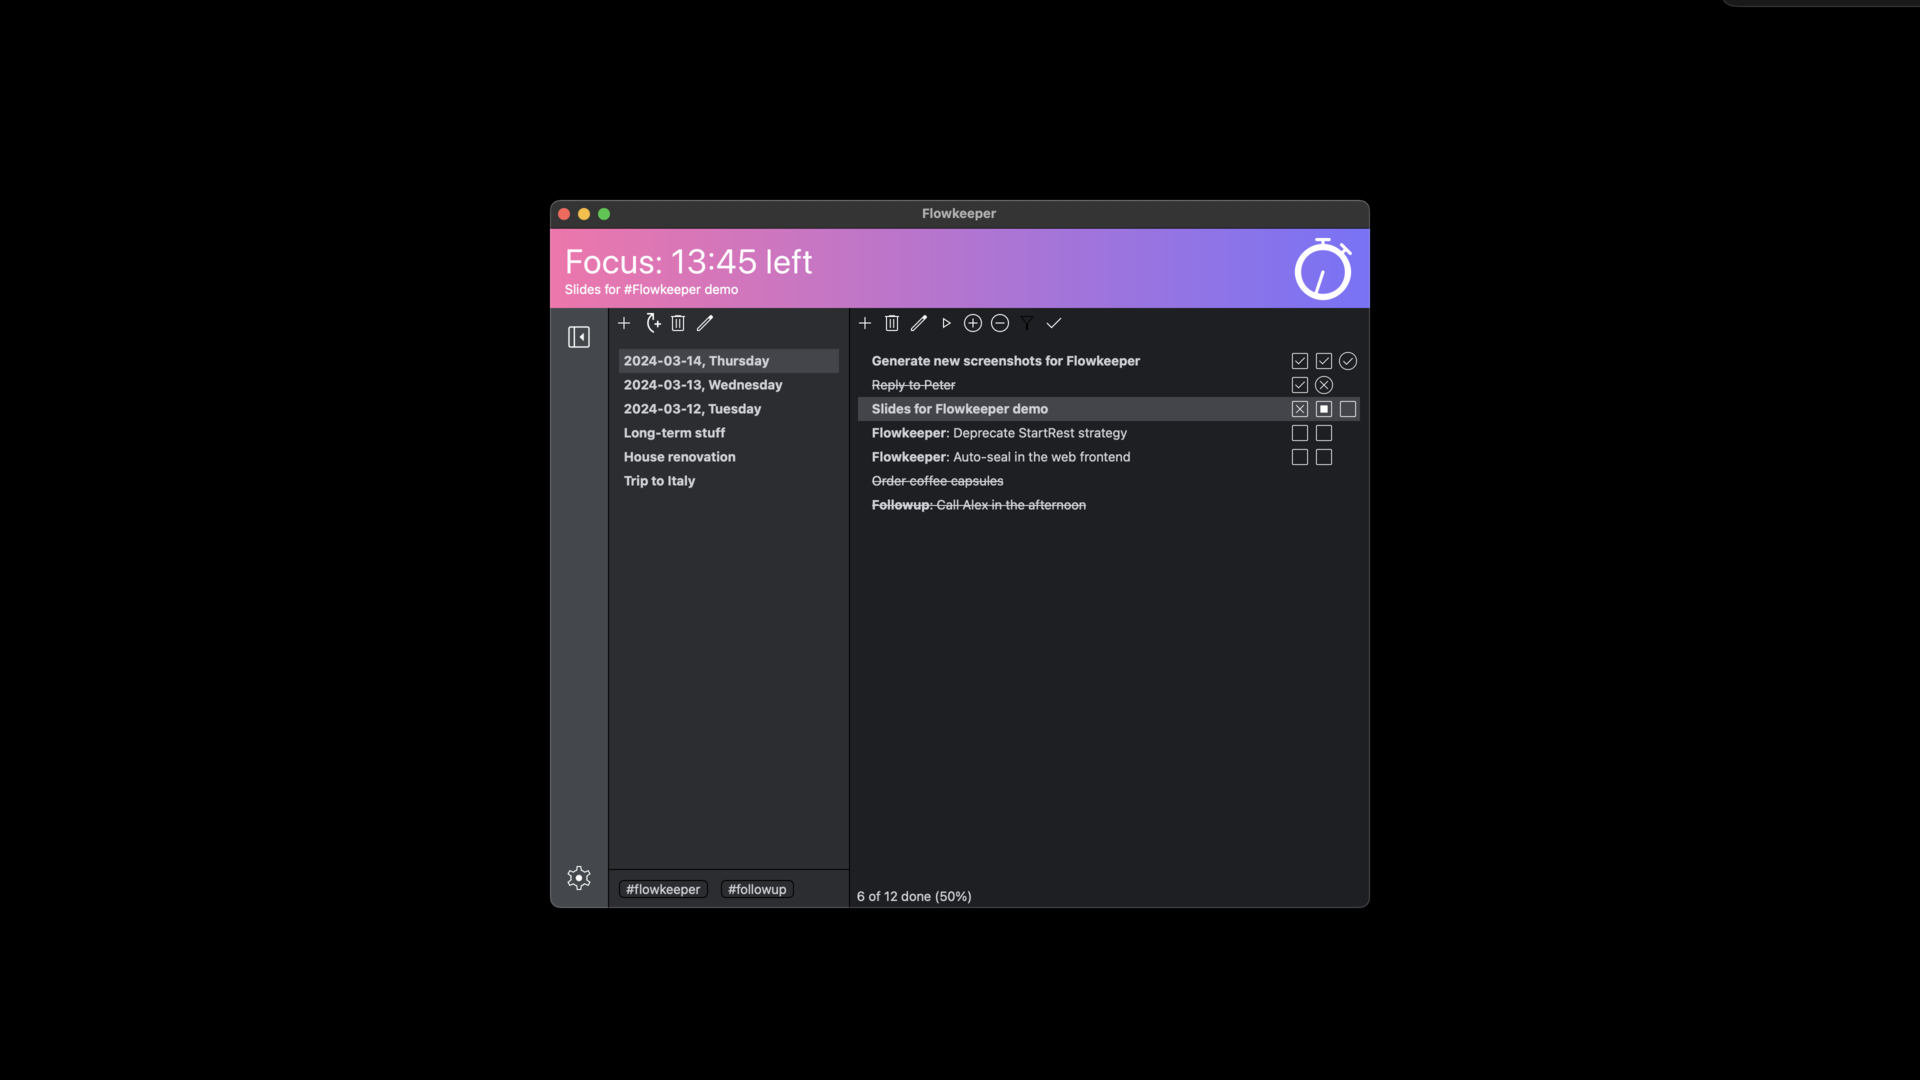 Flowkeeper
Focus: 13:45 left
Slides for #Flowkeeper demo
2024-03-14, Thursday
2024-03-13, Wednesday
2024-03-12, Tuesday
Long-term stuff
House renovation
Trip to Italy
#flowkeeper #followup
Generate new screenshots for Flowkeeper
Reply to Peter
Slides for Flowkeeper demo
Flowkeeper: Deprecate StartRest strategy
Flowkeeper: Auto-seal in the web frontend
Order coffee capsules
Followup: Call Alex in the afternoon
6 of 12 done (50%)